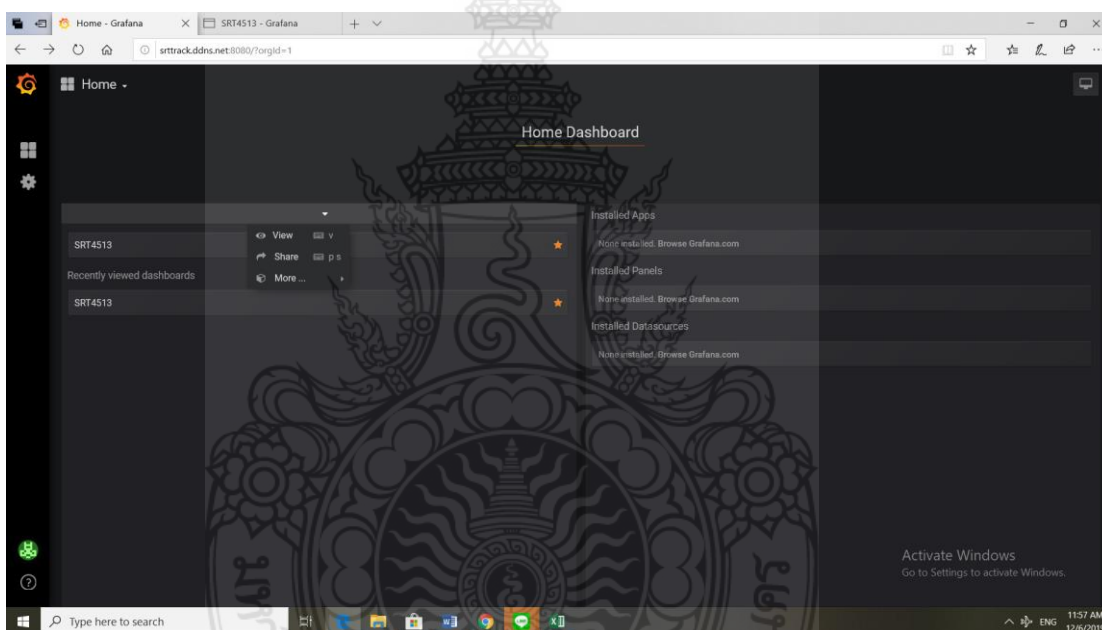 Home - Grafana
SRT4513 - Grafana
srttrack.ddns.net:8080/?orgId=1
Home
Home Dashboard
Installed Apps
View v
SRT4513
None installed. Browse Grafana.com
Share p s
Recently viewed dashboards
Installed Panels
More ...
SRT4513
None installed. Browse Grafana.com
Installed Datasources
None installed. Browse Grafana.com
Activate Windows
Go to Settings to activate Windows.
Type here to search
ENG
11:57 AM